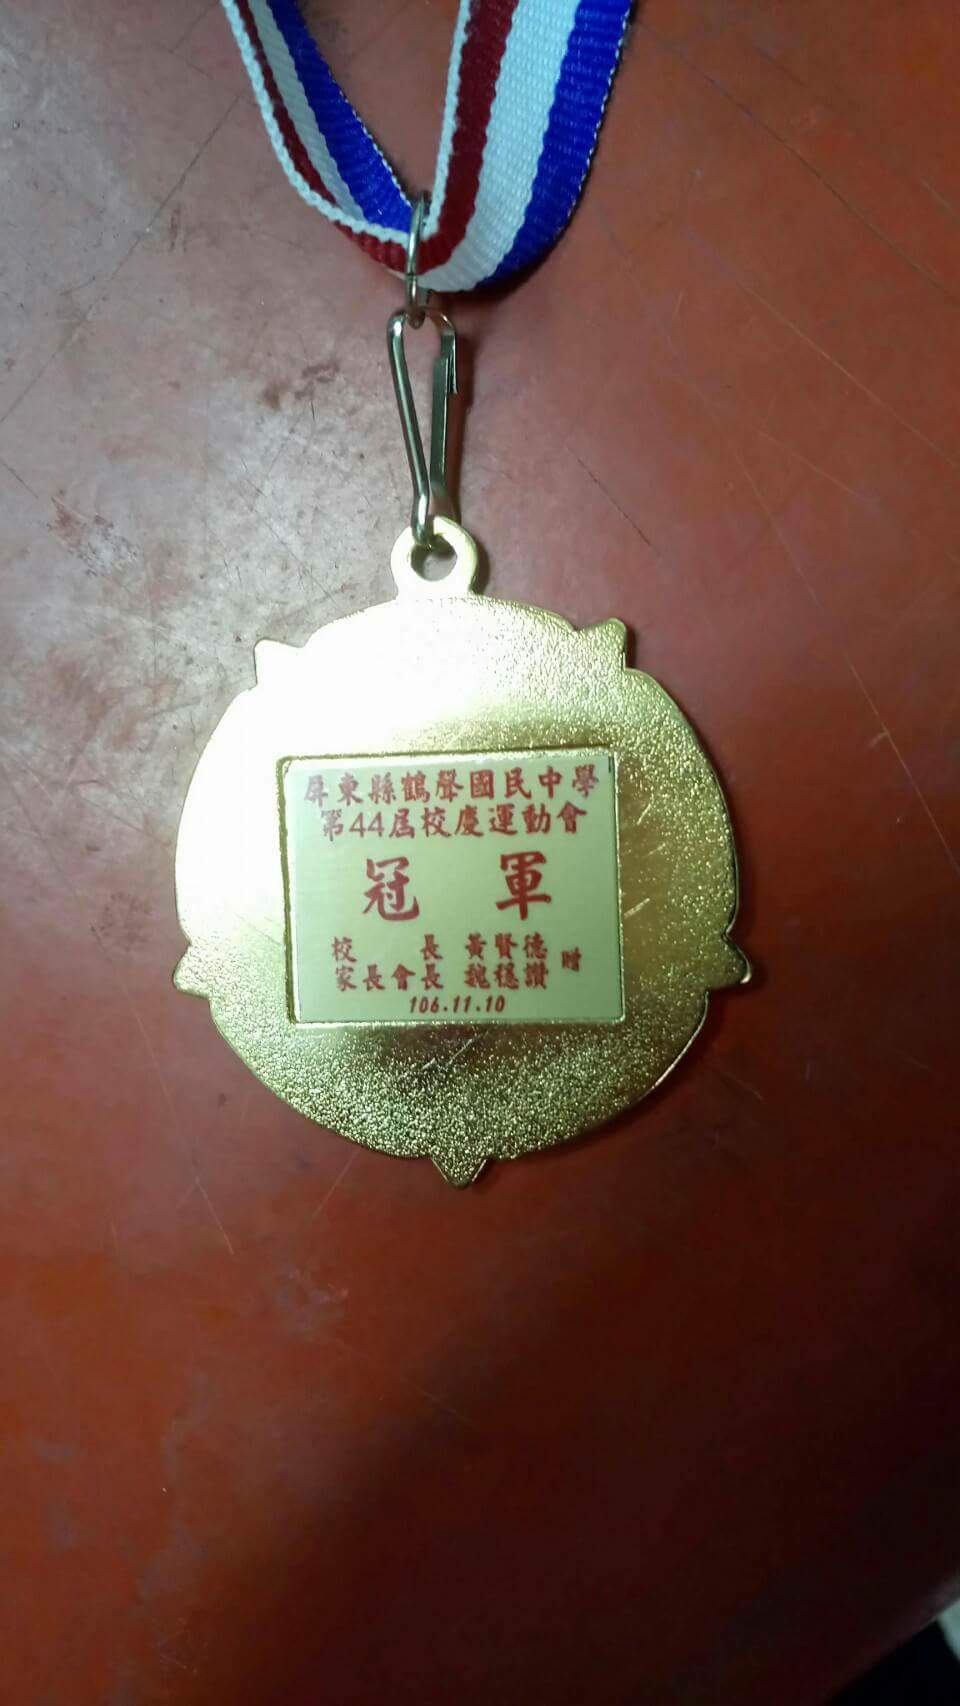 屏東縣鶴聲國民中學
第44屆校慶運動會
冠軍
校長 黃賢德
家長會長 魏穩讚 贈
106.11.10